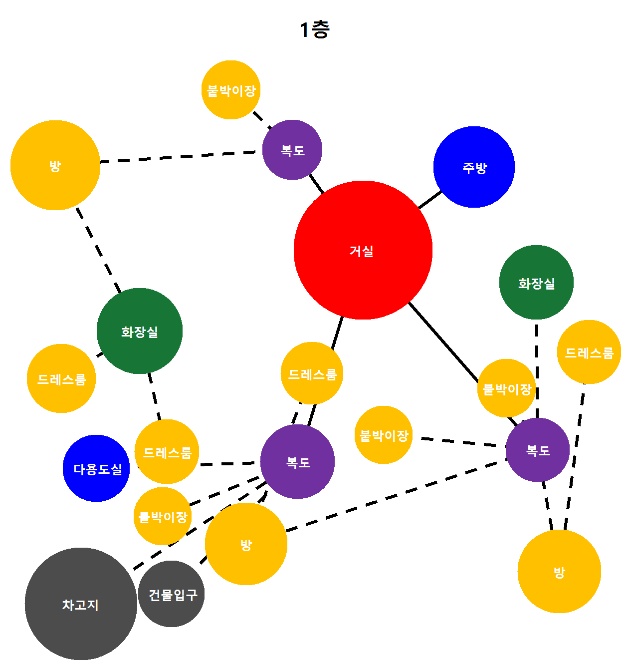 1층
붙박이장
복도
방
주방
거실
화장실
화장실
드레스룸
드레스룸
드레스룸
붙박이장
붙박이장
드레스룸
복도
복도
다용도실
붙박이장
방
방
차고지
건물입구